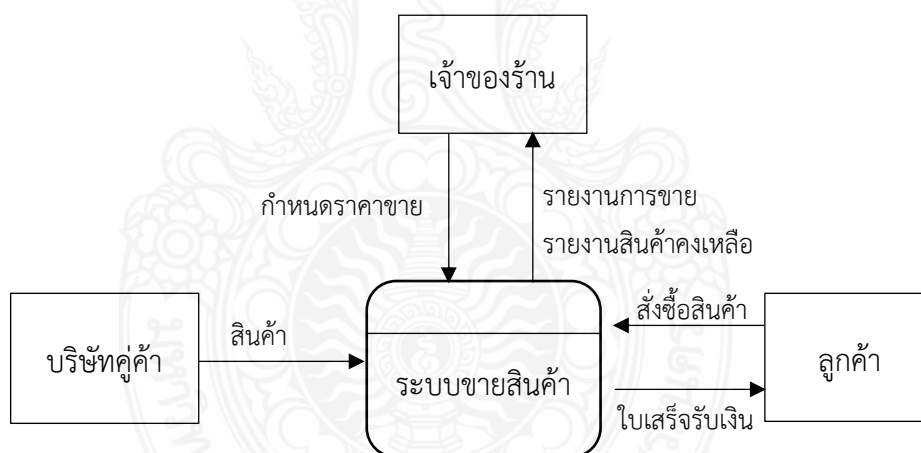 เจ้าของร้าน
กำหนดราคาขาย
รายงานการขาย
รายงานสินค้าคงเหลือ
บริษัทคู่ค้า
สินค้า
ระบบขายสินค้า
สั่งซื้อสินค้า
ใบเสร็จรับเงิน
ลูกค้า